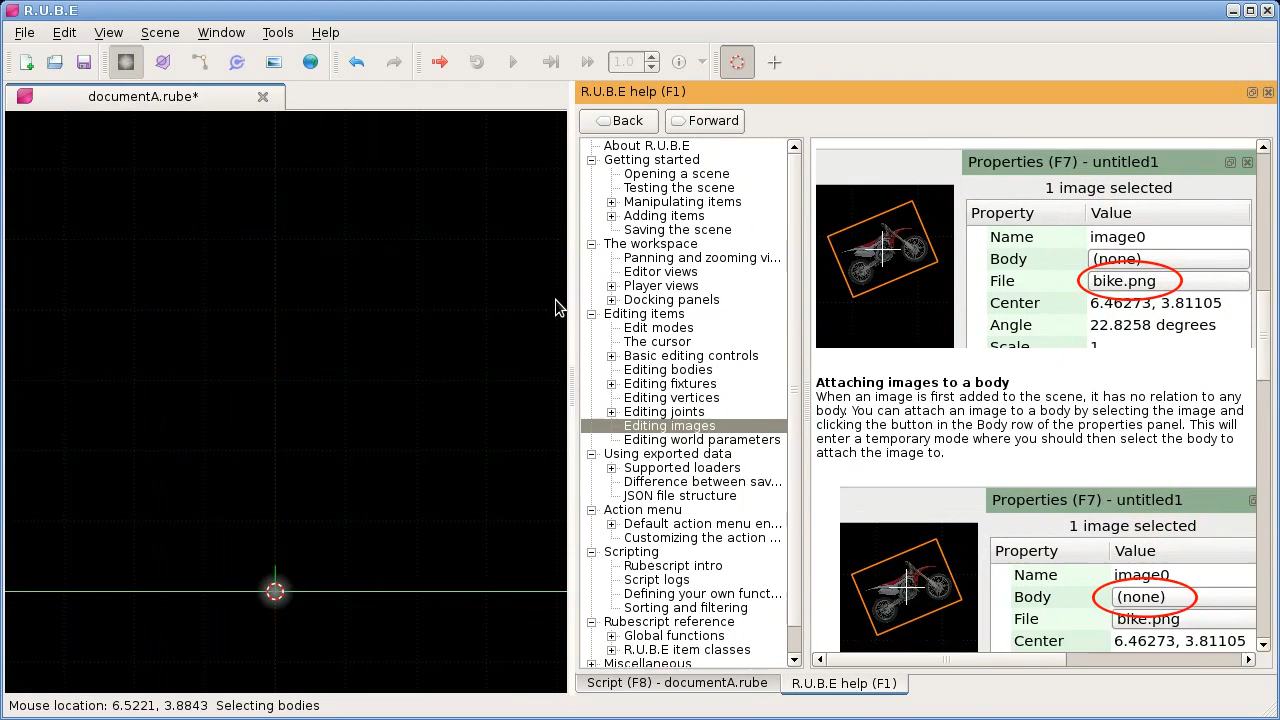 R.U.B.E
File Edit View Scene Window Tools Help
1.0
documentA.rube*
R.U.B.E help (F1)
Back Forward
About R.U.B.E
Getting started
Opening a scene
Testing the scene
Manipulating items
Adding items
Saving the scene
The workspace
Panning and zooming vi...
Editor views
Player views
Docking panels
Editing items
Edit modes
The cursor
Basic editing controls
Editing bodies
Editing fixtures
Editing vertices
Editing joints
Editing images
Editing world parameters
Using exported data
Supported loaders
Difference between sav...
JSON file structure
Action menu
Default action menu en...
Customizing the action ...
Scripting
Rubescript intro
Script logs
Defining your own funct...
Sorting and filtering
Rubescript reference
Global functions
R.U.B.E item classes
Miscellaneous
Properties (F7) - untitled1
1 image selected
Property Value
Name image0
Body (none)
File bike.png
Center 6.46273, 3.81105
Angle 22.8258 degrees
Scale 1
Attaching images to a body
When an image is first added to the scene, it has no relation to any
body. You can attach an image to a body by selecting the image and
clicking the button in the Body row of the properties panel. This will
enter a temporary mode where you should then select the body to
attach the image to.
Properties (F7) - untitled1
1 image selected
Property Value
Name image0
Body (none)
File bike.png
Center 6.46273, 3.81105
Script (F8) - documentA.rube R.U.B.E help (F1)
Mouse location: 6.5221, 3.8843 Selecting bodies